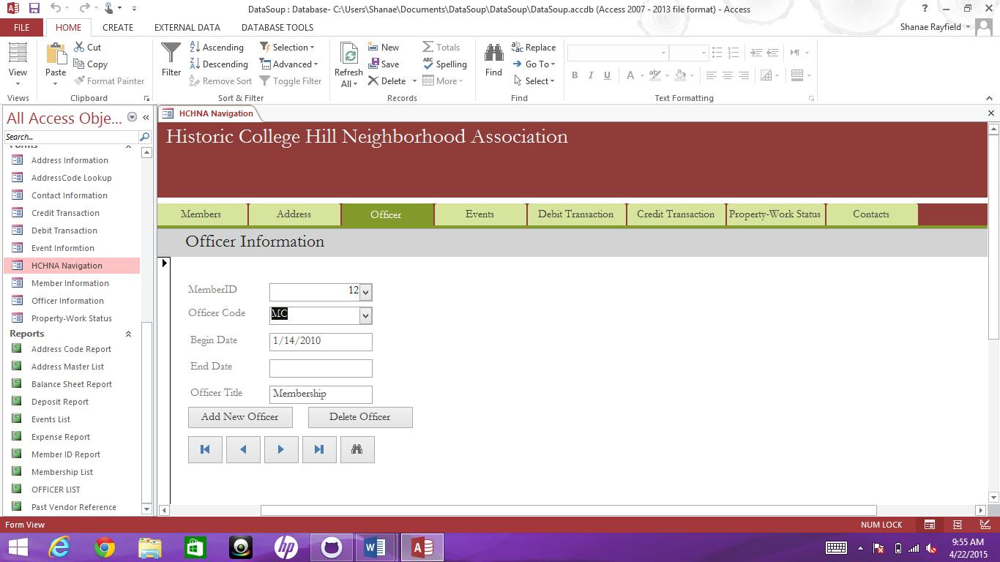 DataSoup : Database- C:\Users\Shanae\Documents\DataSoup\DataSoup\DataSoup.accdb (Access 2007 - 2013 file format) - Access
FILE HOME CREATE EXTERNAL DATA DATABASE TOOLS Shanae Rayfield
View
Views
Paste
Cut
Copy
Format Painter
Clipboard
Filter
Ascending
Descending
Remove Sort
Selection
Advanced
Toggle Filter
Sort & Filter
Refresh
All
New
Save
Delete
Totals
Spelling
More
Records
Find
Replace
Go To
Select
Find
B I U A
Text Formatting
All Access Obje...
Search...
Forms
Address Information
AddressCode Lookup
Contact Information
Credit Transaction
Debit Transaction
Event Informtion
HCHNA Navigation
Member Information
Officer Information
Property-Work Status
Reports
Address Code Report
Address Master List
Balance Sheet Report
Deposit Report
Events List
Expense Report
Member ID Report
Membership List
OFFICER LIST
Past Vendor Reference
HCHNA Navigation
Historic College Hill Neighborhood Association
Members Address Officer Events Debit Transaction Credit Transaction Property-Work Status Contacts
Officer Information
MemberID 12
Officer Code MC
Begin Date 1/14/2010
End Date
Officer Title Membership
Add New Officer Delete Officer
Form View NUM LOCK
9:55 AM
4/22/2015